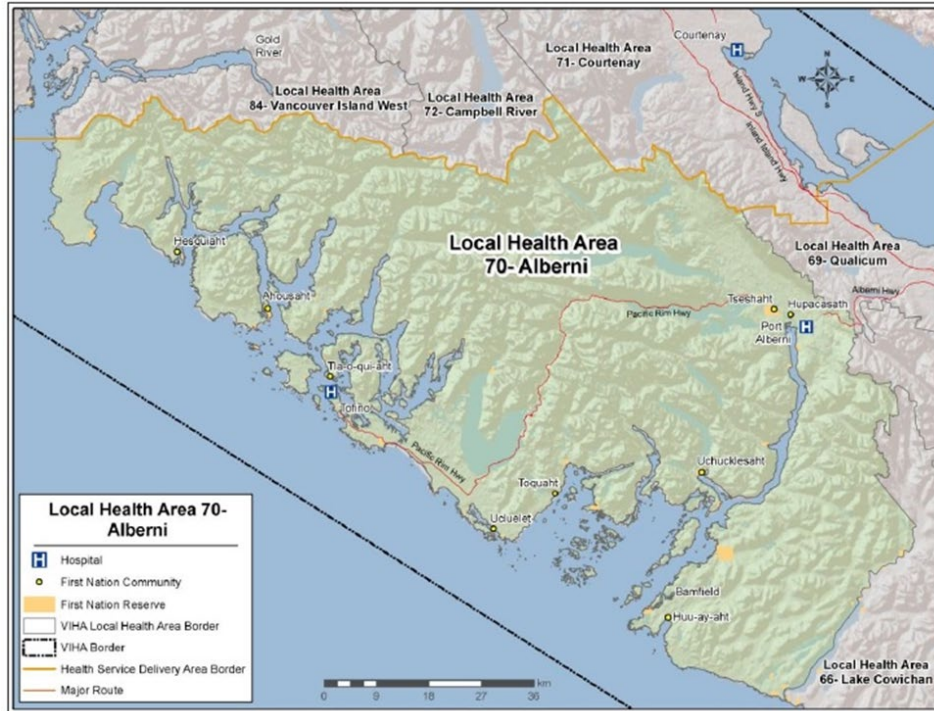 Gold
River
Local Health Area
84- Vancouver Island West
Local Health Area
72- Campbell River
Local Health Area
71- Courtenay
Courtenay
H
N
W
E
S
Island Hwy S
Inland Island Hwy
Local Health Area
69- Qualicum
Alberni Hwy
Local Health Area
70- Alberni
Hesquiaht
Ahousaht
Tla-o-qui-aht
H
Tofino
Pacific Rim Hwy
Pacific Rim Hwy
Tseshaht
Hupacasath
Port
Alberni
H
Uchucklesaht
Toquaht
Ucluelet
Bamfield
Huu-ay-aht
Local Health Area
66- Lake Cowichan
Local Health Area 70-
Alberni
H Hospital
First Nation Community
First Nation Reserve
VIHA Local Health Area Border
VIHA Border
Health Service Delivery Area Border
Major Route
km
0 4.5 9 18 27 36